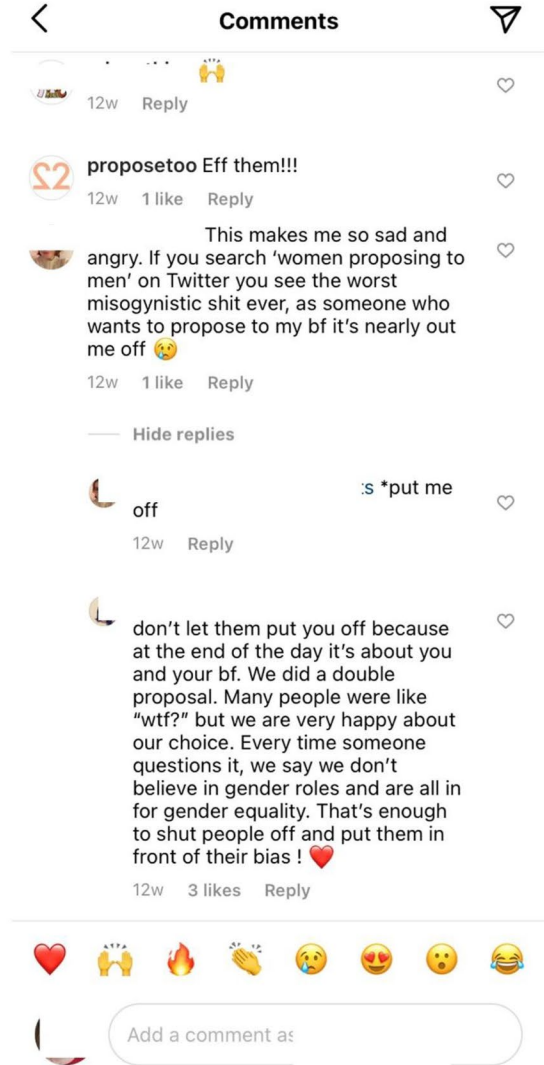 Comments
🙌
12w Reply
proposetoo Eff them!!!
12w 1 like Reply
This makes me so sad and
angry. If you search ‘women proposing to
men’ on Twitter you see the worst
misogynistic shit ever, as someone who
wants to propose to my bf it’s nearly out
me off 😢
12w 1 like Reply
Hide replies
*put me
off
12w Reply
don’t let them put you off because
at the end of the day it’s about you
and your bf. We did a double
proposal. Many people were like
“wtf?” but we are very happy about
our choice. Every time someone
questions it, we say we don’t
believe in gender roles and are all in
for gender equality. That’s enough
to shut people off and put them in
front of their bias ! ❤️
12w 3 likes Reply
❤️ 🙌 🔥 👏 😢 😍 😮 😂
Add a comment as